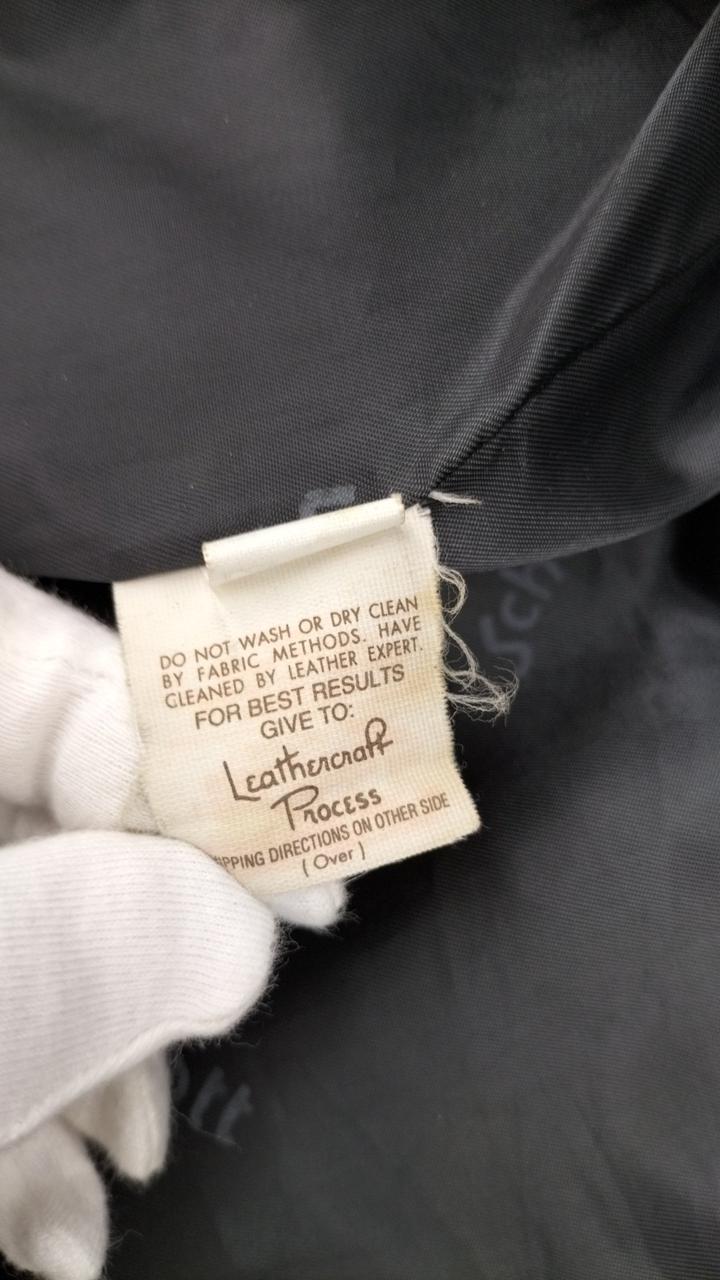 DO NOT WASH OR DRY CLEAN
BY FABRIC METHODS. HAVE
CLEANED BY LEATHER EXPERT.
FOR BEST RESULTS
GIVE TO:
Leathercraft
Process
DIRECTIONS ON OTHER SIDE
(Over)